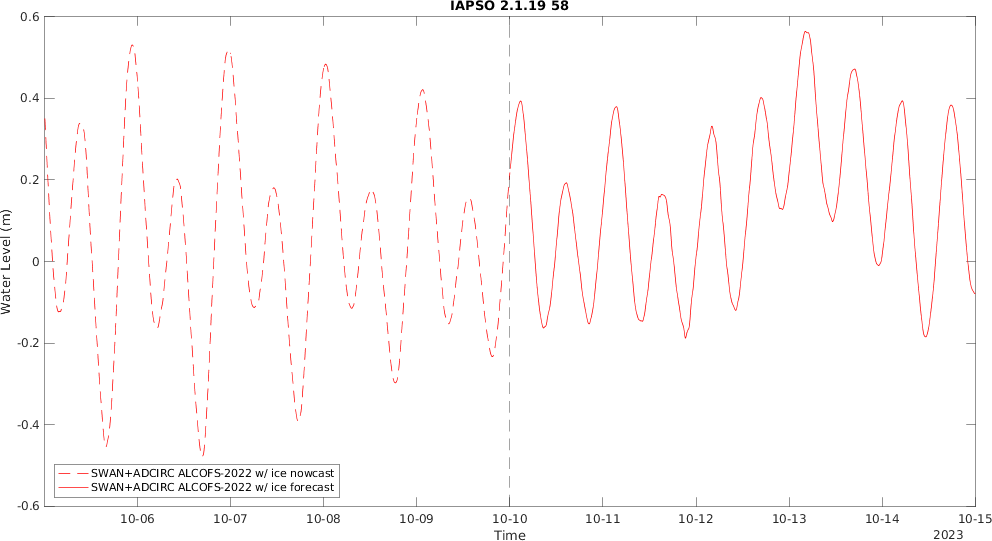 IAPSO 2.1.19 58
0.6
0.4
0.2
0
-0.2
-0.4
-0.6
Water Level (m)
SWAN+ADCIRC ALCOFS-2022 w/ ice nowcast
SWAN+ADCIRC ALCOFS-2022 w/ ice forecast
10-06 10-07 10-08 10-09 10-10 10-11 10-12 10-13 10-14 10-15
Time
2023